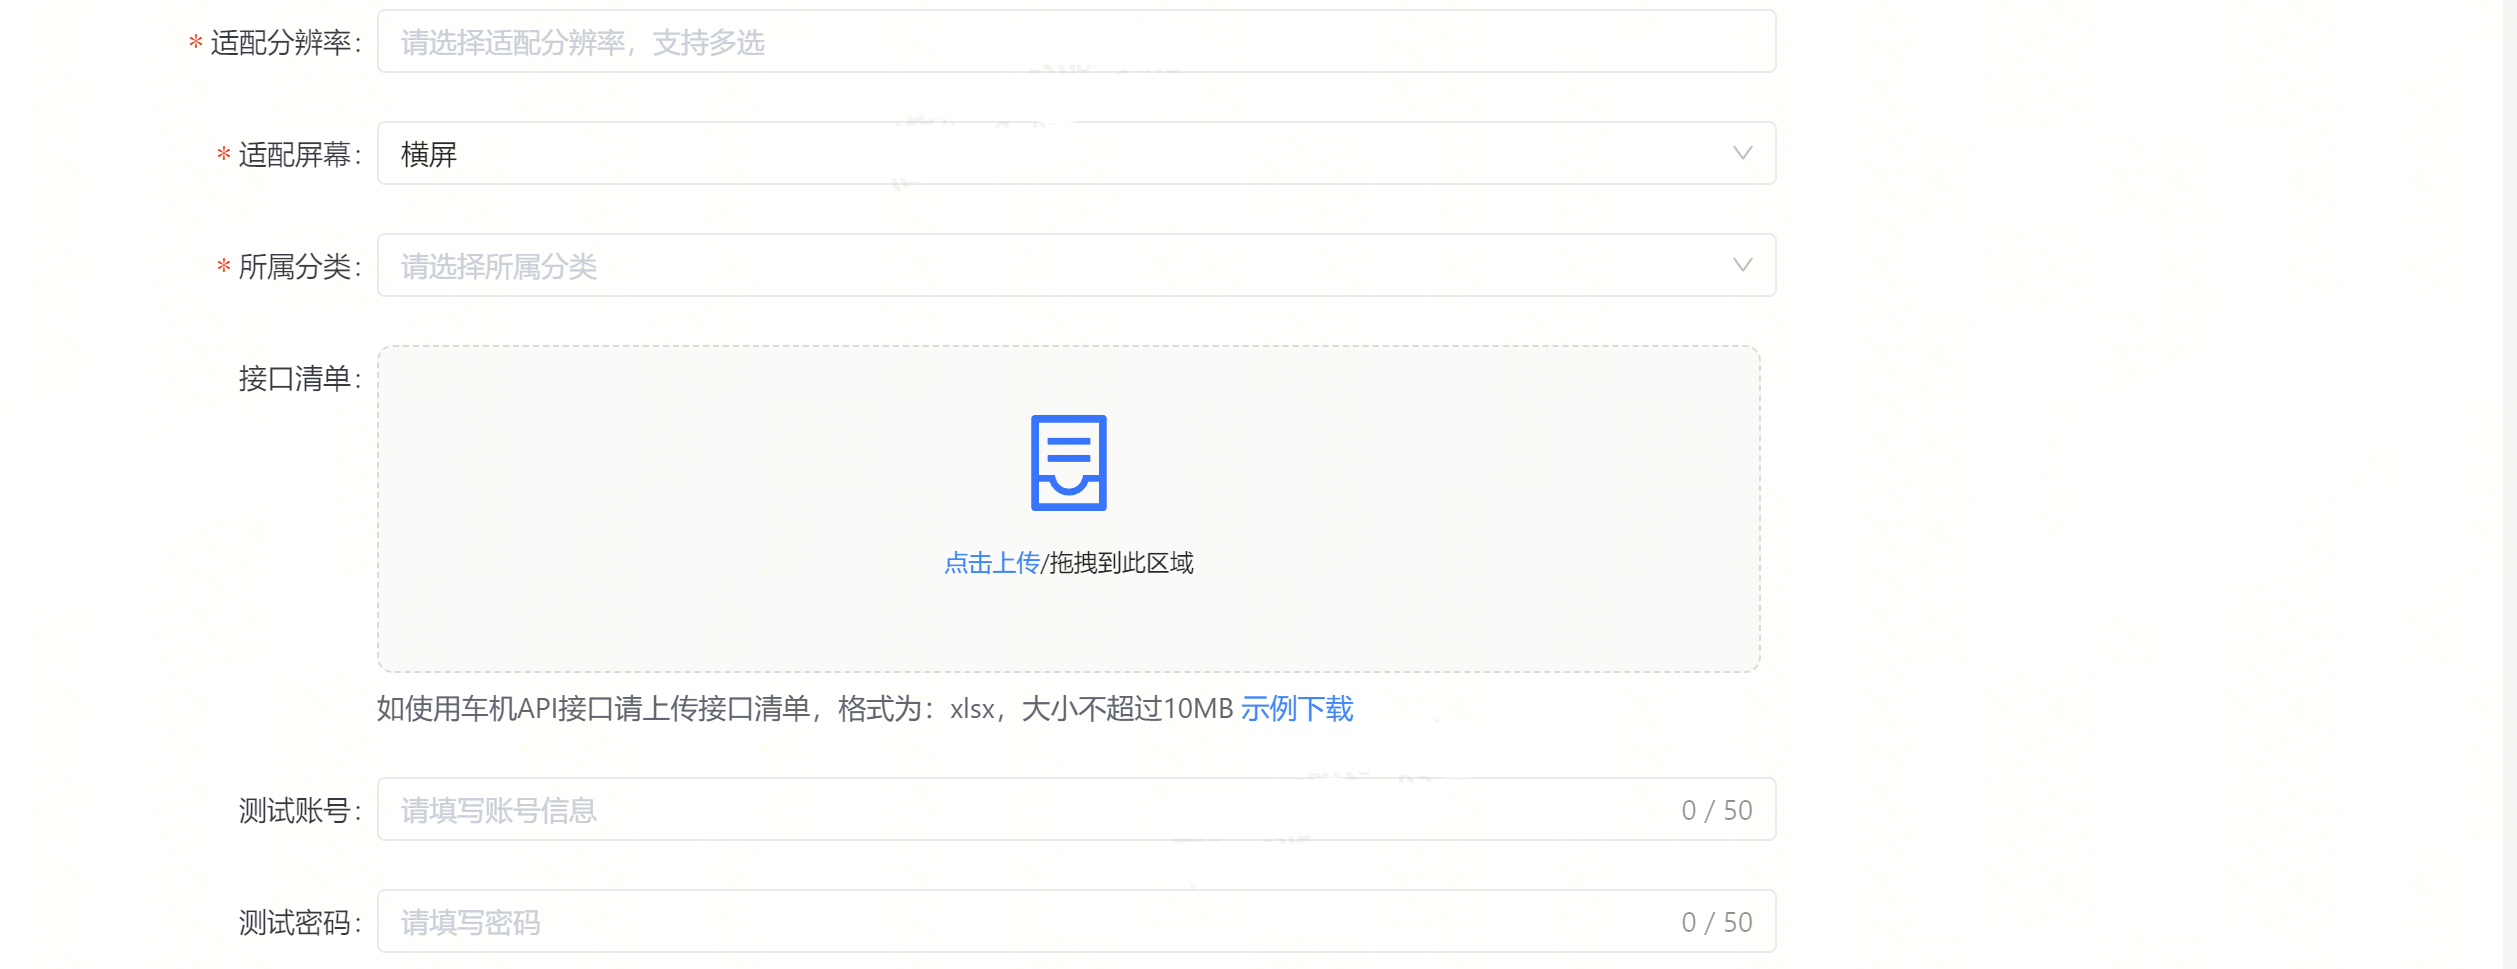 * 适配分辨率： 请选择适配分辨率，支持多选
* 适配屏幕： 横屏
* 所属分类： 请选择所属分类
接口清单：
点击上传/拖拽到此区域
如使用车机API接口请上传接口清单，格式为：xlsx，大小不超过10MB 示例下载
测试账号： 请填写账号信息 0 / 50
测试密码： 请填写密码 0 / 50